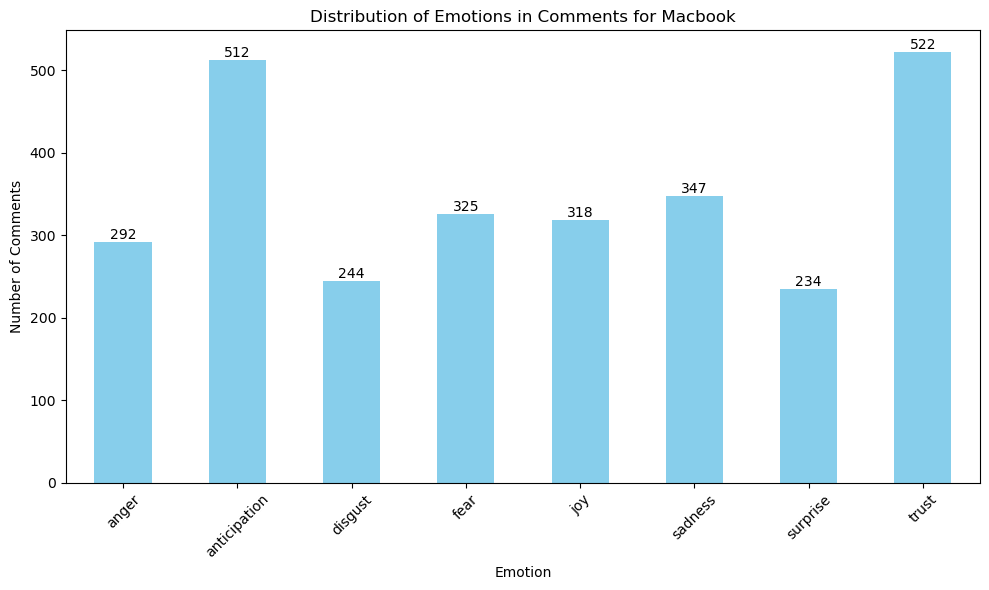 Distribution of Emotions in Comments for Macbook
Number of Comments
500
400
300
200
100
0
292
512
244
325
318
347
234
522
anger
anticipation
disgust
fear
joy
sadness
surprise
trust
Emotion